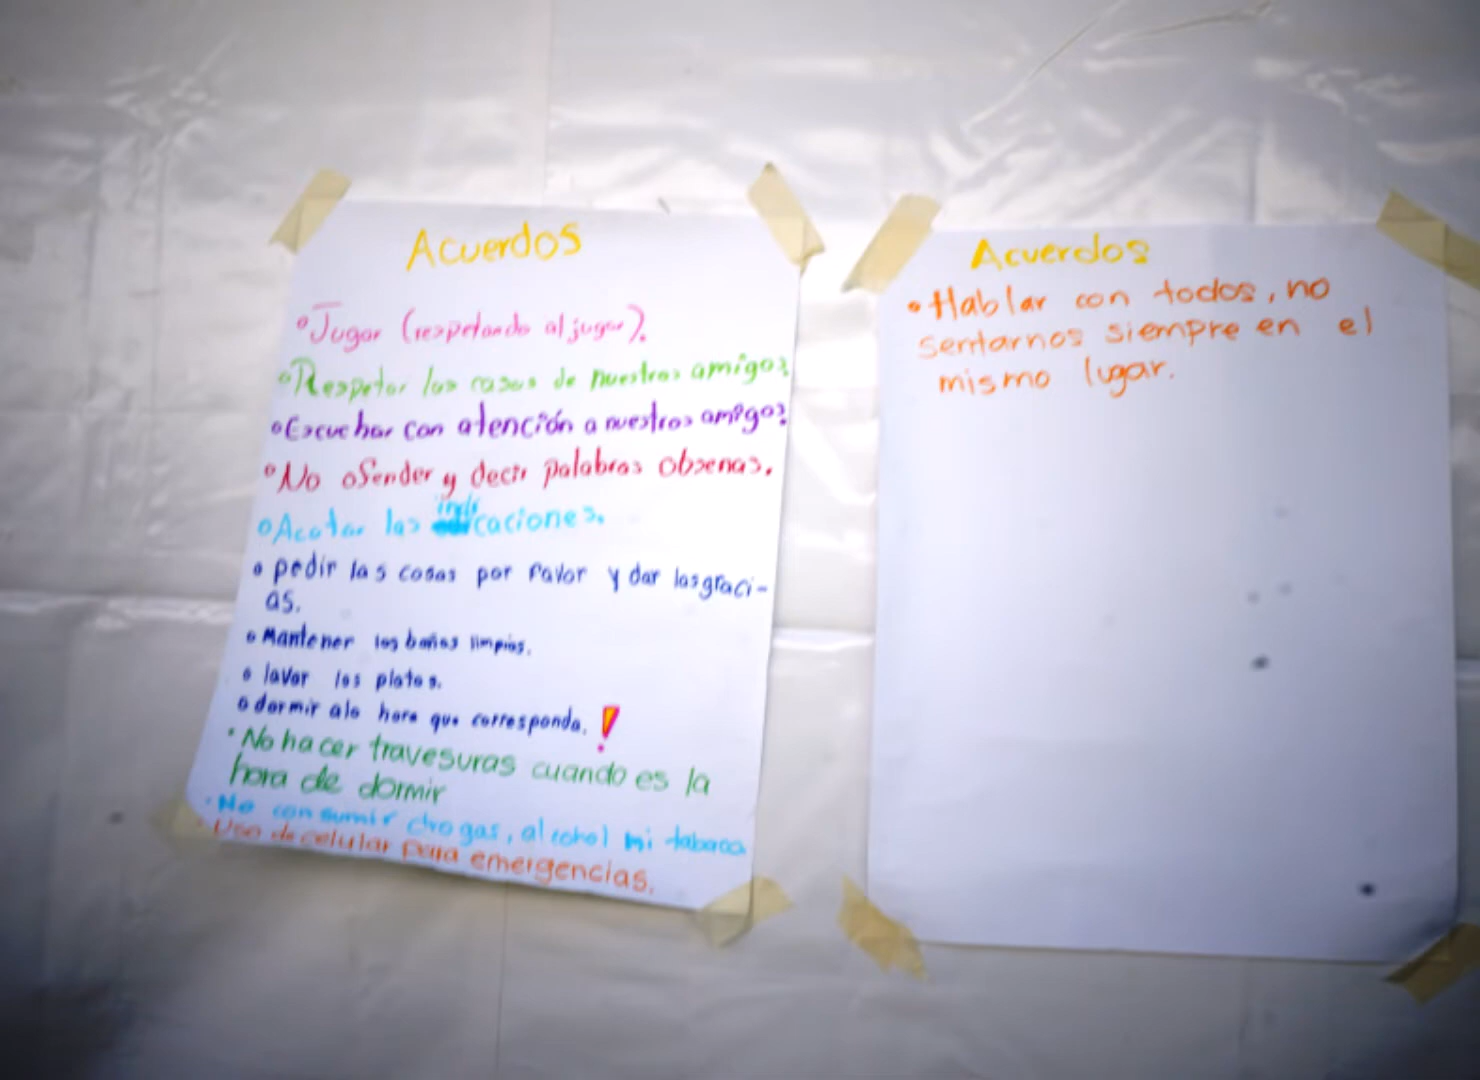 Acuerdos
° Jugar (respetando al jugar).
° Respetar las casas de nuestros amigos
° Escuchar con atención a nuestros amigos
° No ofender y decir palabras obsenas.
° Acatar las indicaciones.
° pedir las cosas por favor y dar las graci-
as.
° Mantener los baños limpios.
° lavar los platos.
° dormir ala hora que corresponda. !
• No hacer travesuras cuando es la
hora de dormir
• No consumir drogas, alcohol ni tabaco
• Uso de celular para emergencias.
Acuerdos
• Hablar con todos, no
sentarnos siempre en el
mismo lugar.